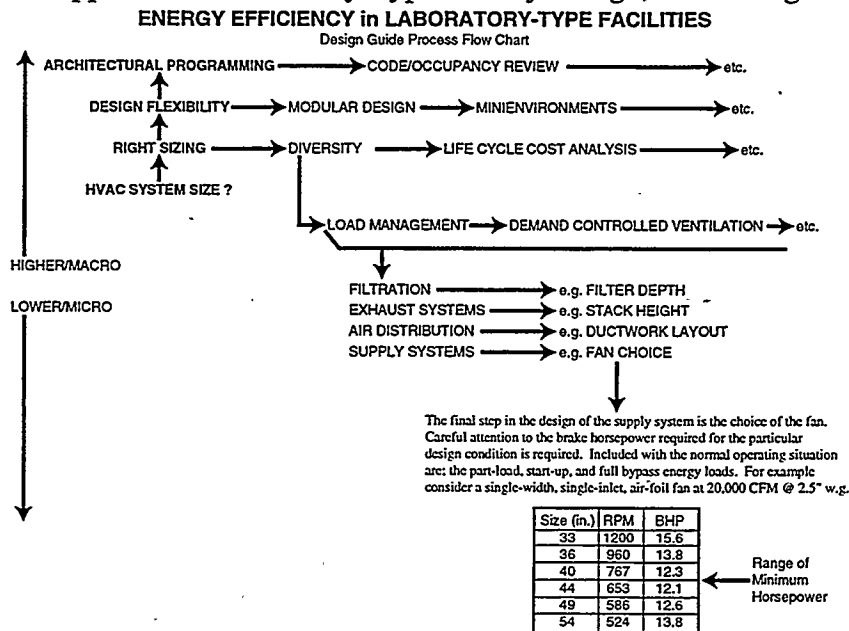 ENERGY EFFICIENCY in LABORATORY-TYPE FACILITIES
Design Guide Process Flow Chart
ARCHITECTURAL PROGRAMMING CODE/OCCUPANCY REVIEW etc.
DESIGN FLEXIBILITY MODULAR DESIGN MINIENVIRONMENTS etc.
RIGHT SIZING DIVERSITY LIFE CYCLE COST ANALYSIS etc.
HVAC SYSTEM SIZE ?
LOAD MANAGEMENT DEMAND CONTROLLED VENTILATION etc.
HIGHER/MACRO
LOWER/MICRO
FILTRATION e.g. FILTER DEPTH
EXHAUST SYSTEMS e.g. STACK HEIGHT
AIR DISTRIBUTION e.g. DUCTWORK LAYOUT
SUPPLY SYSTEMS e.g. FAN CHOICE
The final step in the design of the supply system is the choice of the fan.
Careful attention to the brake horsepower required for the particular
design condition is required. Included with the normal operating situation
are: the part-load, start-up, and full bypass energy loads. For example
consider a single-width, single-inlet, air-foil fan at 20,000 CFM @ 2.5" w.g.
Size (in.) RPM BHP
33 1200 15.6
36 960 13.8
40 767 12.3
44 653 12.1
49 586 12.6
54 524 13.8
Range of
Minimum
Horsepower